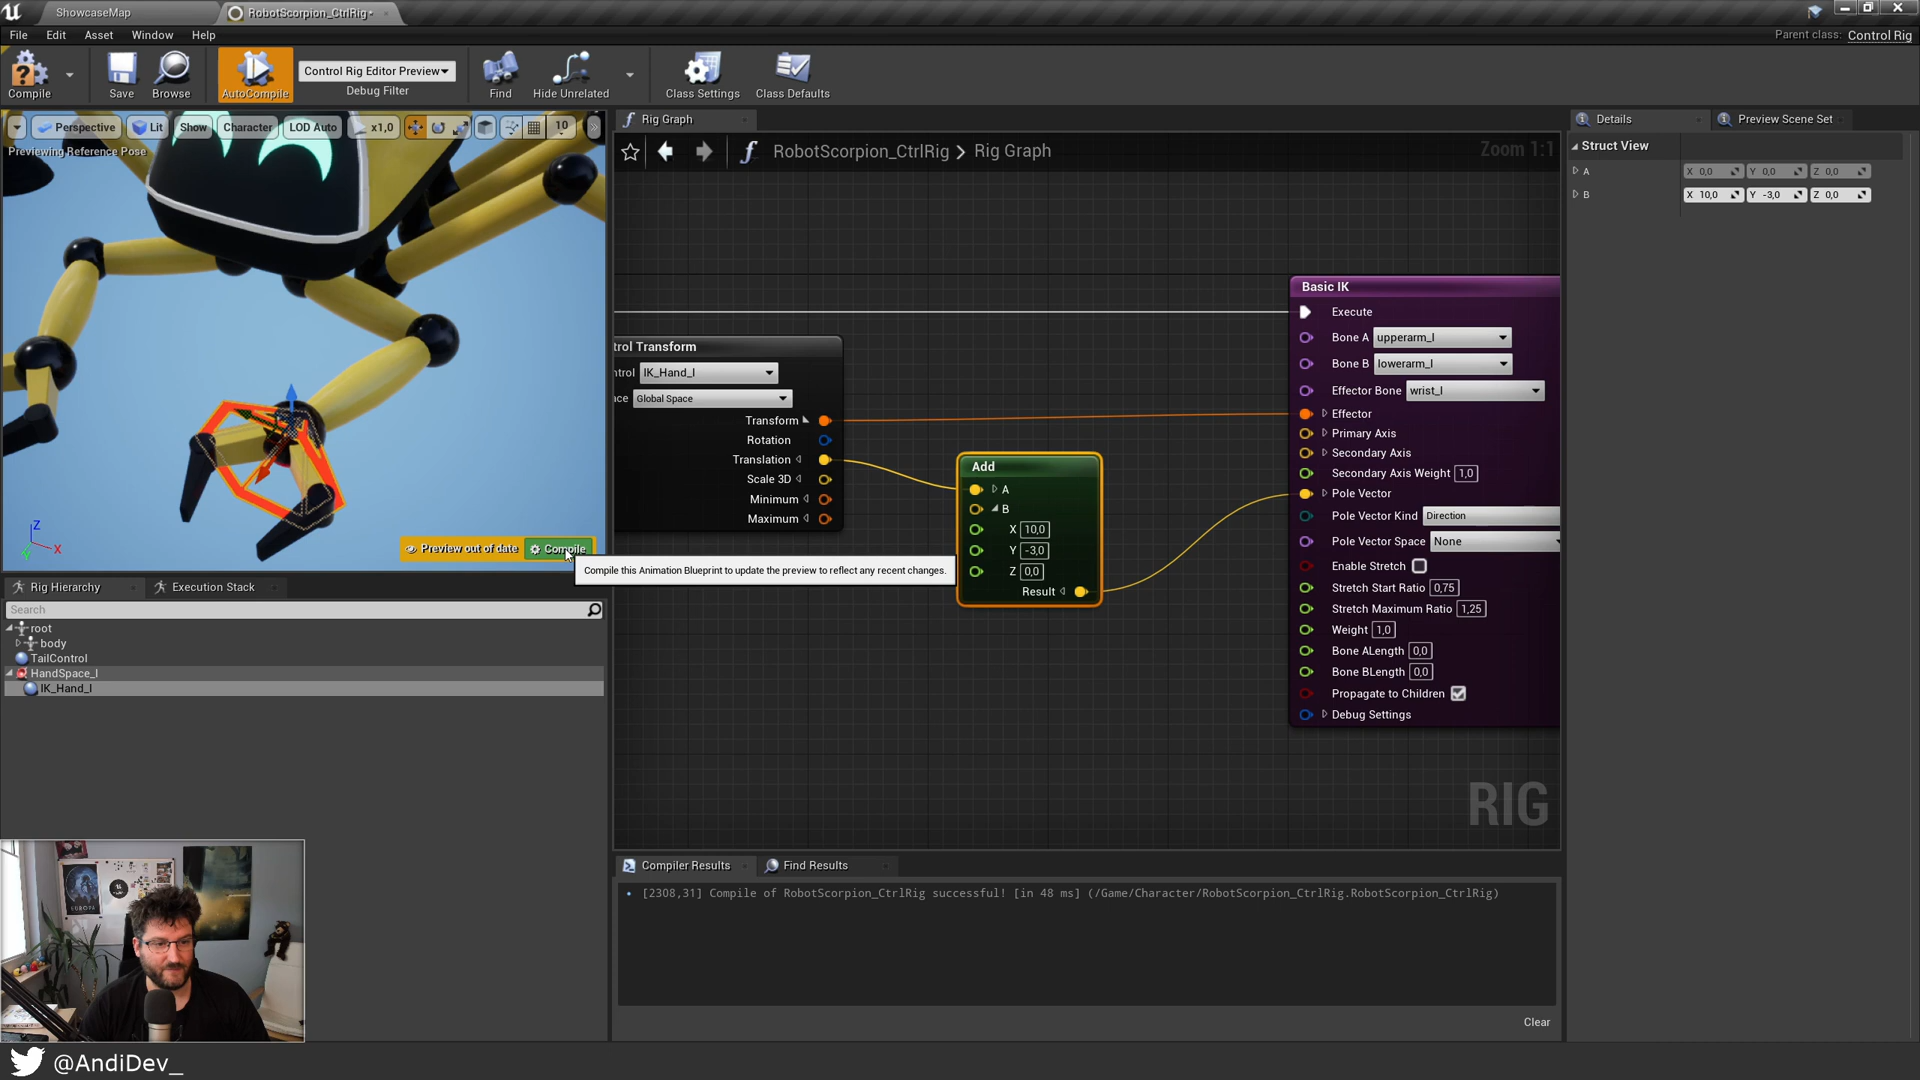 ShowcaseMap
RobotScorpion_CtrlRig•
File Edit Asset Window Help
Parent class: Control Rig
Compile
Save
Browse
AutoCompile
Control Rig Editor Preview
Debug Filter
Find
Hide Unrelated
Class Settings
Class Defaults
Perspective
Lit
Show
Character
LOD Auto
x1,0
10
Previewing Reference Pose
Z
X
Y
Preview out of date
Compile
Compile this Animation Blueprint to update the preview to reflect any recent changes.
Rig Hierarchy
Execution Stack
Search
root
body
TailControl
HandSpace_l
IK_Hand_l
Rig Graph
RobotScorpion_CtrlRig > Rig Graph
Zoom 1:1
trol Transform
ntrol IK_Hand_l
ace Global Space
Transform
Rotation
Translation
Scale 3D
Minimum
Maximum
Add
A
B
X 10,0
Y -3,0
Z 0,0
Result
Basic IK
Execute
Bone A upperarm_l
Bone B lowerarm_l
Effector Bone wrist_l
Effector
Primary Axis
Secondary Axis
Secondary Axis Weight 1,0
Pole Vector
Pole Vector Kind Direction
Pole Vector Space None
Enable Stretch
Stretch Start Ratio 0,75
Stretch Maximum Ratio 1,25
Weight 1,0
Bone ALength 0,0
Bone BLength 0,0
Propagate to Children
Debug Settings
RIG
Compiler Results
Find Results
[2308,31] Compile of RobotScorpion_CtrlRig successful! [in 48 ms] (/Game/Character/RobotScorpion_CtrlRig.RobotScorpion_CtrlRig)
Clear
Details
Preview Scene Set
Struct View
A X 0,0 Y 0,0 Z 0,0
B X 10,0 Y -3,0 Z 0,0
EUROPA
@AndiDev_